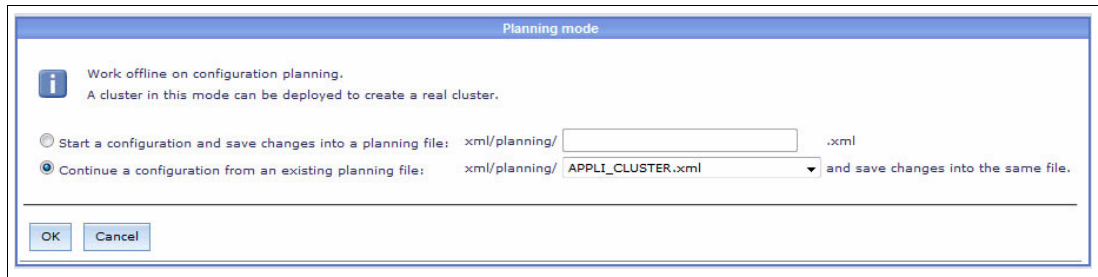 Planning mode
Work offline on configuration planning.
A cluster in this mode can be deployed to create a real cluster.
Start a configuration and save changes into a planning file: xml/planning/ .xml
Continue a configuration from an existing planning file: xml/planning/ APPLI_CLUSTER.xml and save changes into the same file.
OK Cancel